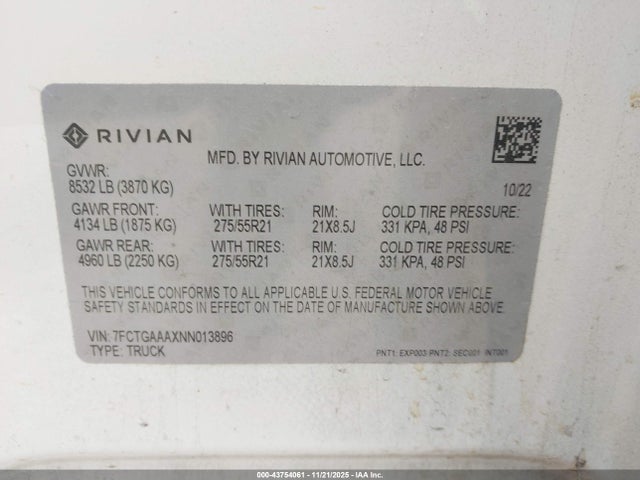 RIVIAN
MFD. BY RIVIAN AUTOMOTIVE, LLC.
GVWR:
8532 LB (3870 KG) 10/22
GAWR FRONT: WITH TIRES: RIM: COLD TIRE PRESSURE:
4134 LB (1875 KG) 275/55R21 21X8.5J 331 KPA, 48 PSI
GAWR REAR: WITH TIRES: RIM: COLD TIRE PRESSURE:
4960 LB (2250 KG) 275/55R21 21X8.5J 331 KPA, 48 PSI
THIS VEHICLE CONFORMS TO ALL APPLICABLE U.S. FEDERAL MOTOR VEHICLE
SAFETY STANDARDS IN EFFECT ON THE DATE OF MANUFACTURE SHOWN ABOVE.
VIN: 7FCTGAAAXNN013896
TYPE: TRUCK PNT1: EXP003 PNT2: SEC001 INT001
000-43754061 - 11/21/2025 - IAAI, Inc.